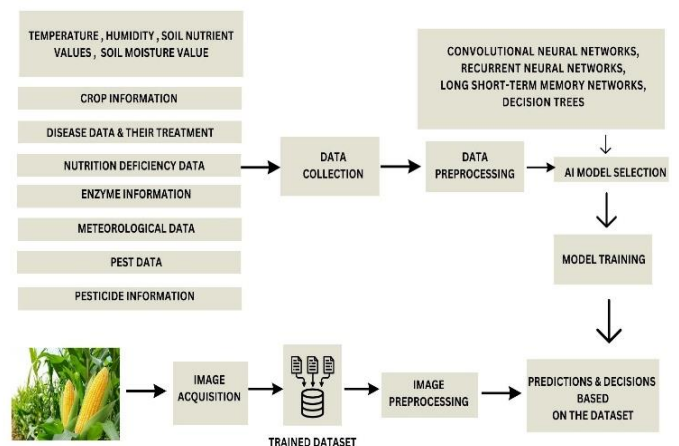 TEMPERATURE , HUMIDITY , SOIL NUTRIENT
VALUES , SOIL MOISTURE VALUE
CROP INFORMATION
DISEASE DATA & THEIR TREATMENT
NUTRITION DEFICIENCY DATA
ENZYME INFORMATION
METEOROLOGICAL DATA
PEST DATA
PESTICIDE INFORMATION
DATA
COLLECTION
DATA
PREPROCESSING
CONVOLUTIONAL NEURAL NETWORKS,
RECURRENT NEURAL NETWORKS,
LONG SHORT-TERM MEMORY NETWORKS,
DECISION TREES
AI MODEL SELECTION
MODEL TRAINING
IMAGE
ACQUISITION
TRAINED DATASET
IMAGE
PREPROCESSING
PREDICTIONS & DECISIONS
BASED
ON THE DATASET